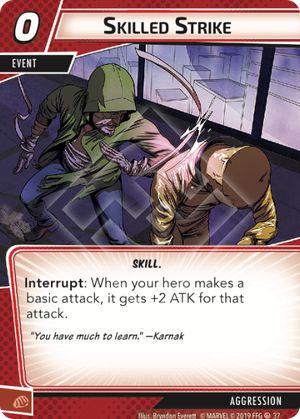 0
SKILLED STRIKE
EVENT
SKILL.
Interrupt: When your hero makes a
basic attack, it gets +2 ATK for that
attack.
"You have much to learn." —Karnak
AGGRESSION
Illus. Bryndon Everett © MARVEL © 2019 FFG 37